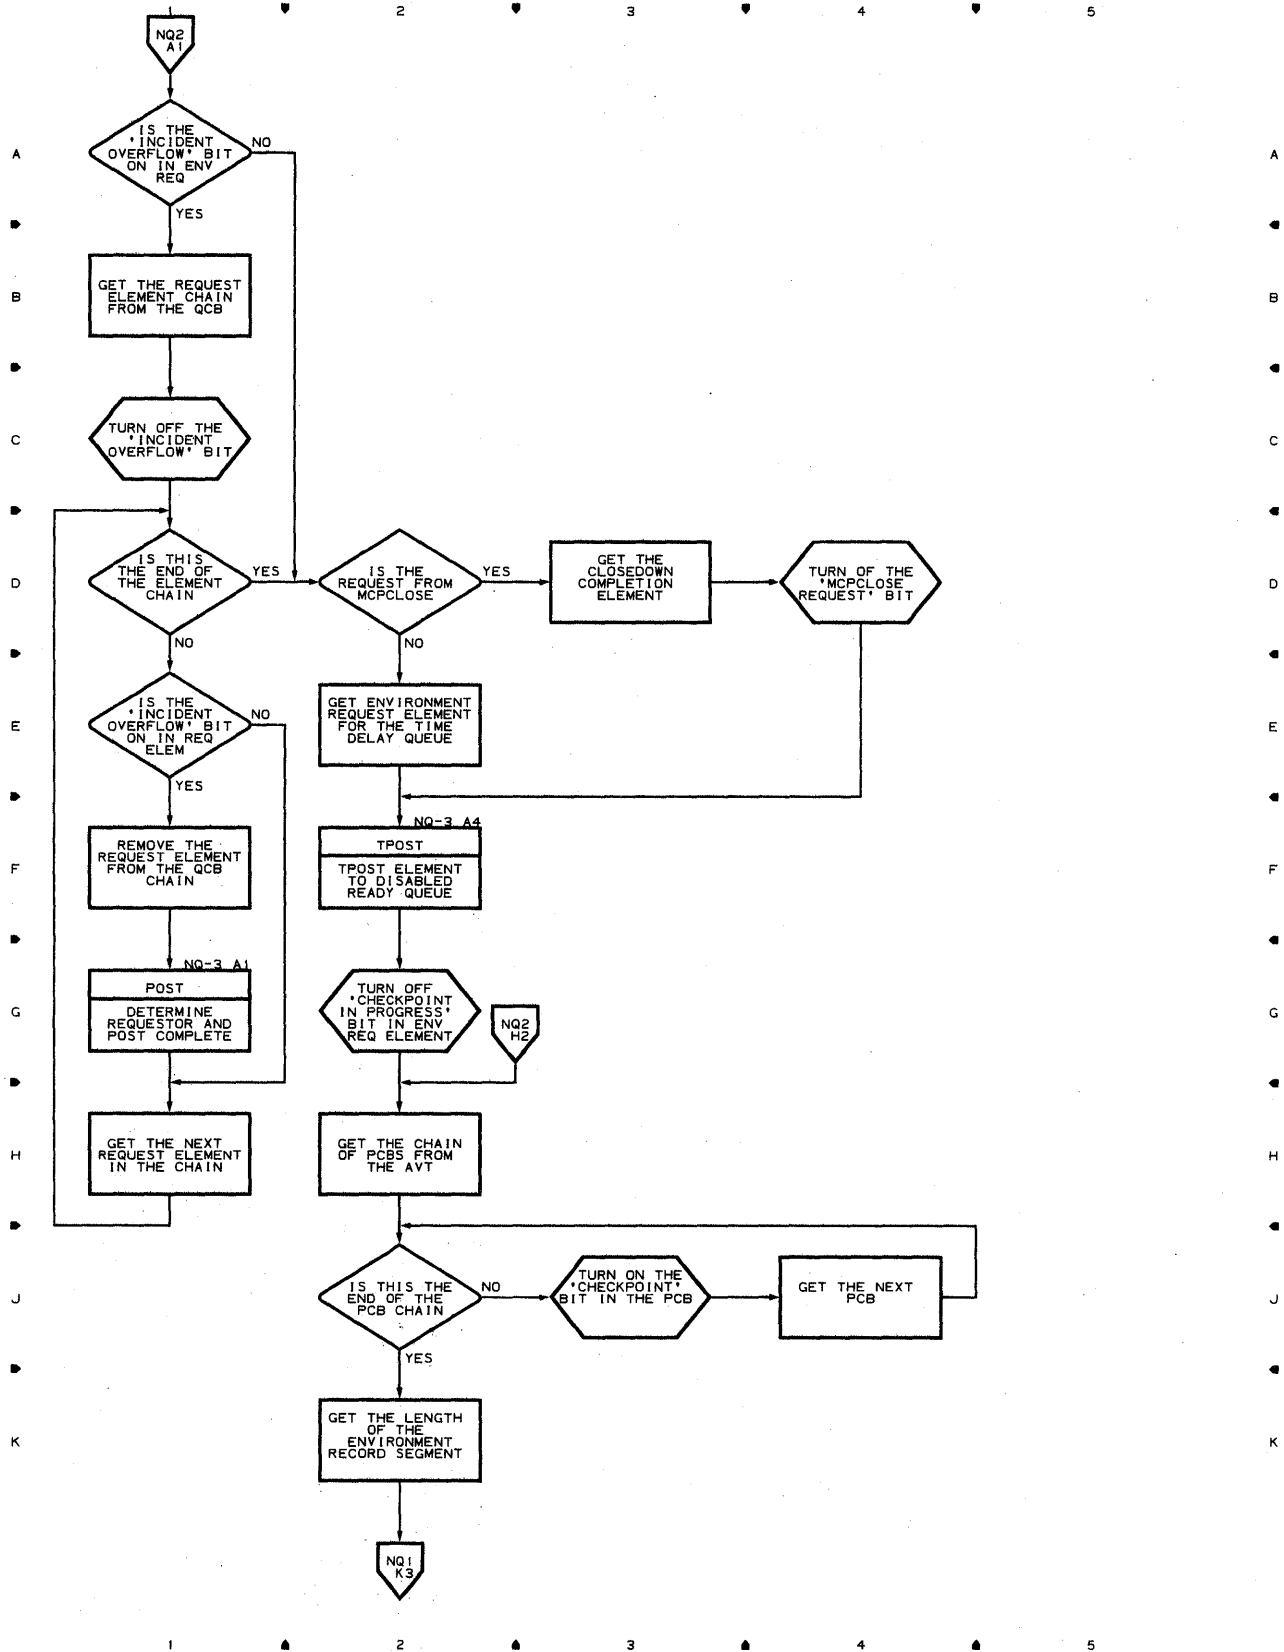 1 2 3 4 5
NQ2
A1
IS THE
'INCIDENT
OVERFLOW' BIT
ON IN ENV
REQ
NO
YES
A
A
GET THE REQUEST
ELEMENT CHAIN
FROM THE QCB
B
B
TURN OFF THE
'INCIDENT
OVERFLOW' BIT
C
C
IS THIS
THE END OF
THE ELEMENT
CHAIN
YES
NO
IS THE
REQUEST FROM
MCPCLOSE
YES
NO
GET THE
CLOSEDOWN
COMPLETION
ELEMENT
TURN OF THE
'MCPCLOSE
REQUEST' BIT
D
D
IS THE
'INCIDENT
OVERFLOW' BIT
ON IN REQ
ELEM
NO
YES
GET ENVIRONMENT
REQUEST ELEMENT
FOR THE TIME
DELAY QUEUE
E
E
REMOVE THE
REQUEST ELEMENT
FROM THE QCB
CHAIN
NQ-3 A4
TPOST
TPOST ELEMENT
TO DISABLED
READY QUEUE
F
F
NQ-3 A1
POST
DETERMINE
REQUESTOR AND
POST COMPLETE
TURN OFF
'CHECKPOINT
IN PROGRESS'
BIT IN ENV
REQ ELEMENT
NQ2
H2
G
G
GET THE NEXT
REQUEST ELEMENT
IN THE CHAIN
GET THE CHAIN
OF PCBS FROM
THE AVT
H
H
IS THIS THE
END OF THE
PCB CHAIN
NO
YES
TURN ON THE
'CHECKPOINT'
BIT IN THE PCB
GET THE NEXT
PCB
J
J
GET THE LENGTH
OF THE
ENVIRONMENT
RECORD SEGMENT
K
K
NQ1
K3
1 2 3 4 5